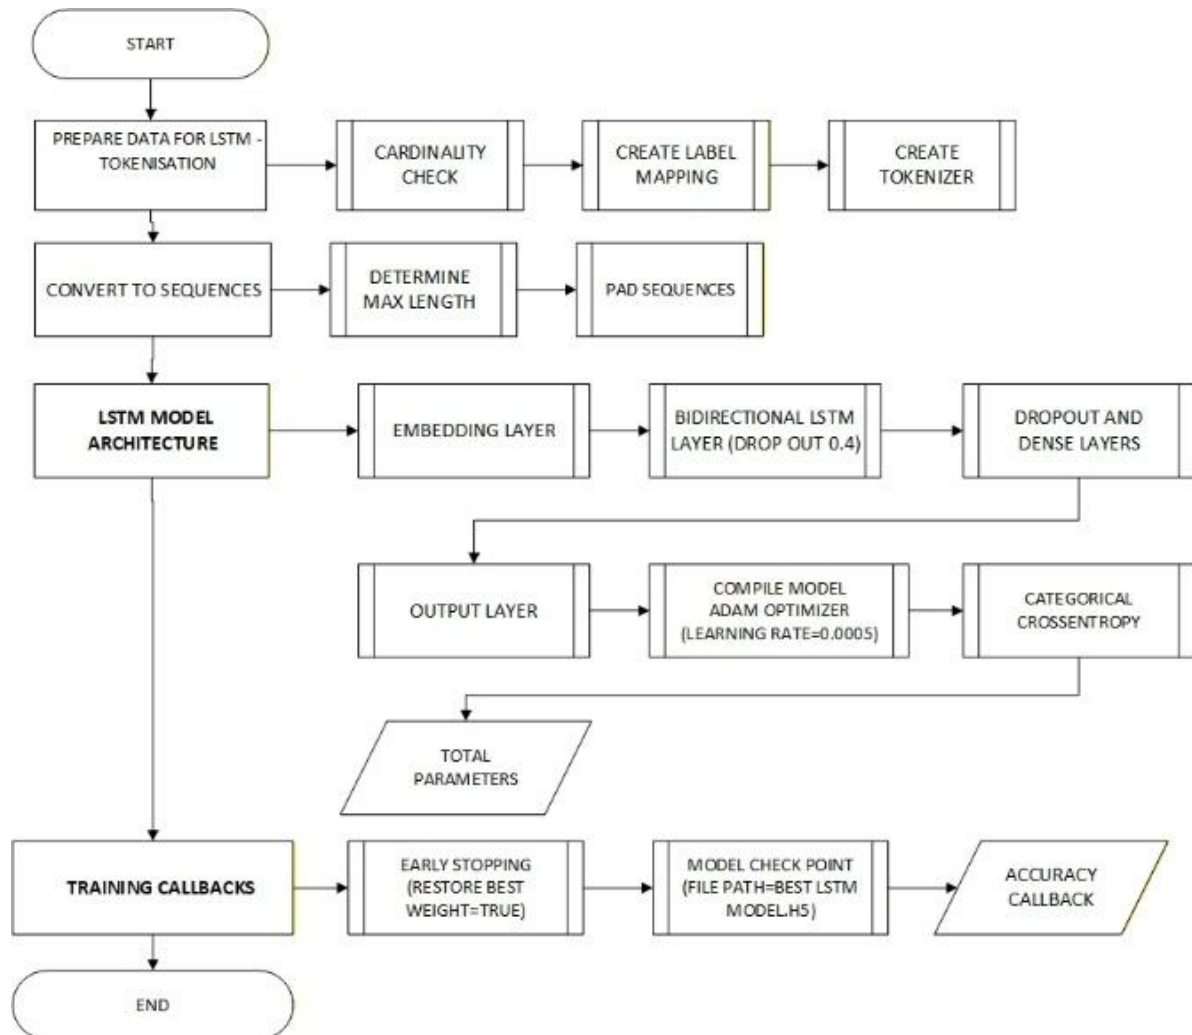 START
PREPARE DATA FOR LSTM -
TOKENISATION
CARDINALITY
CHECK
CREATE LABEL
MAPPING
CREATE
TOKENIZER
CONVERT TO SEQUENCES
DETERMINE
MAX LENGTH
PAD SEQUENCES
LSTM MODEL
ARCHITECTURE
EMBEDDING LAYER
BIDIRECTIONAL LSTM
LAYER (DROP OUT 0.4)
DROPOUT AND
DENSE LAYERS
OUTPUT LAYER
COMPILE MODEL
ADAM OPTIMIZER
(LEARNING RATE=0.0005)
CATEGORICAL
CROSSENTROPY
TOTAL
PARAMETERS
TRAINING CALLBACKS
EARLY STOPPING
(RESTORE BEST
WEIGHT=TRUE)
MODEL CHECK POINT
(FILE PATH=BEST LSTM
MODEL.H5)
ACCURACY
CALLBACK
END